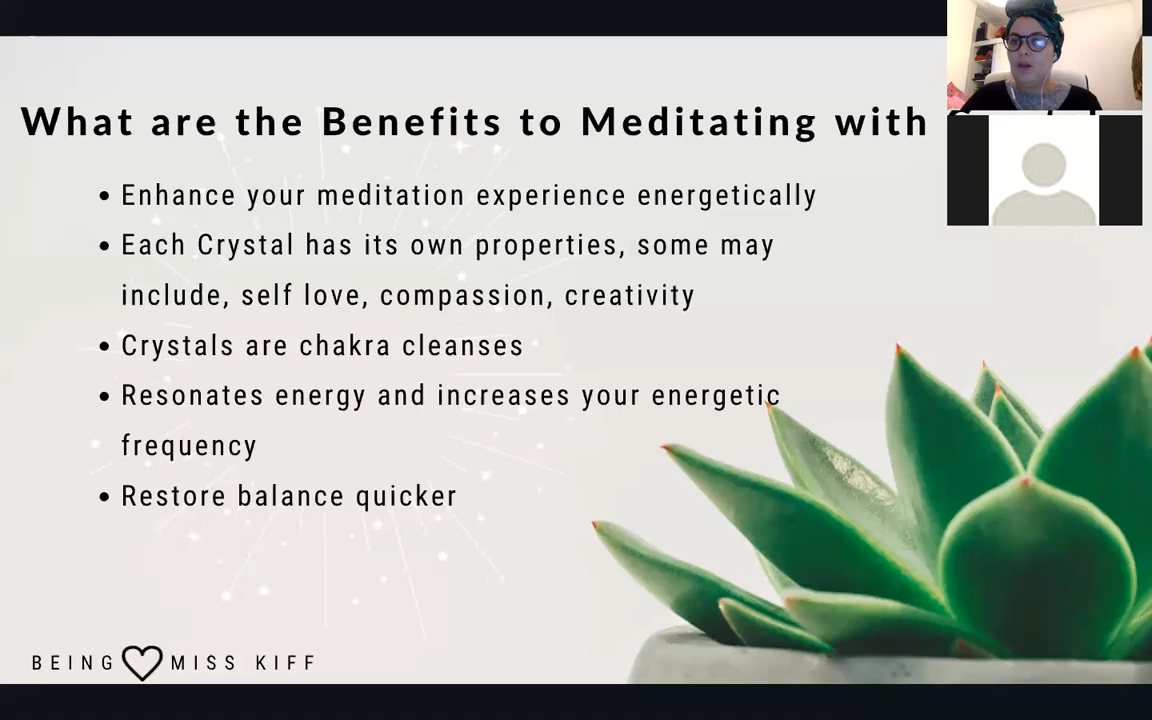 What are the Benefits to Meditating with
• Enhance your meditation experience energetically
• Each Crystal has its own properties, some may
include, self love, compassion, creativity
• Crystals are chakra cleanses
• Resonates energy and increases your energetic
frequency
• Restore balance quicker
BEING MISS KIFF